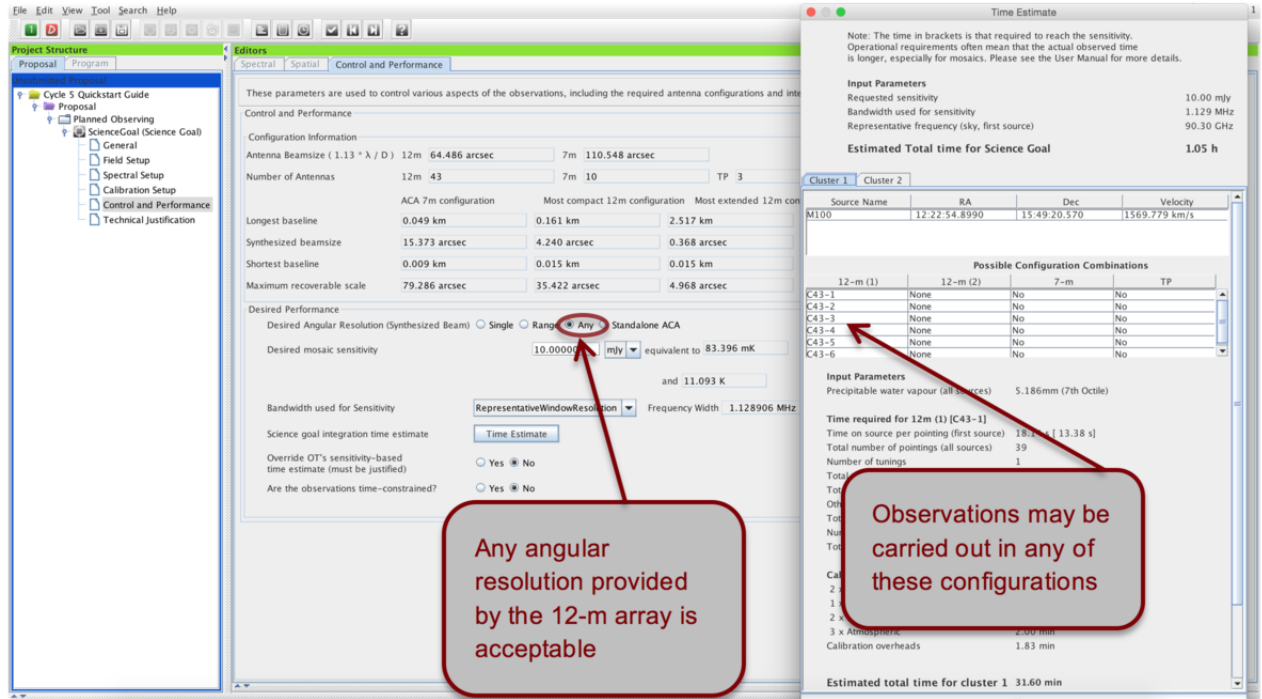 File Edit View Tool Search Help
Project Structure
Proposal Program
Unsubmitted Proposal
Cycle 5 Quickstart Guide
Proposal
Planned Observing
ScienceGoal (Science Goal)
General
Field Setup
Spectral Setup
Calibration Setup
Control and Performance
Technical Justification
Editors
Spectral Spatial Control and Performance
These parameters are used to control various aspects of the observations, including the required antenna configurations and
Control and Performance
Configuration Information
Antenna Beamsize ( 1.13 * λ / D ) 12m 64.486 arcsec 7m 110.548 arcsec
Number of Antennas 12m 43 7m 10 TP 3
ACA 7m configuration Most compact 12m configuration Most extended 12m
Longest baseline 0.049 km 0.161 km 2.517 km
Synthesized beamsize 15.373 arcsec 4.240 arcsec 0.368 arcsec
Shortest baseline 0.009 km 0.015 km 0.015 km
Maximum recoverable scale 79.286 arcsec 35.422 arcsec 4.968 arcsec
Desired Performance
Desired Angular Resolution (Synthesized Beam) Single Range Any Standalone ACA
Desired mosaic sensitivity 10.00000 mJy equivalent to 83.396 mK
and 11.093 K
Bandwidth used for Sensitivity RepresentativeWindowResolution Frequency Width 1.128906 MHz
Science goal integration time estimate Time Estimate
Override OT's sensitivity-based
time estimate (must be justified) Yes No
Are the observations time-constrained? Yes No
Any angular
resolution provided
by the 12-m array is
acceptable
Time Estimate
1
Note: The time in brackets is that required to reach the sensitivity.
Operational requirements often mean that the actual observed time
is longer, especially for mosaics. Please see the User Manual for more details.
Input Parameters
Requested sensitivity 10.00 mJy
Bandwidth used for sensitivity 1.129 MHz
Representative frequency (sky, first source) 90.30 GHz
Estimated Total time for Science Goal 1.05 h
Cluster 1 Cluster 2
Source Name RA Dec Velocity
M100 12:22:54.8990 15:49:20.570 1569.779 km/s
Possible Configuration Combinations
12-m (1) 12-m (2) 7-m TP
C43-1 None No No
C43-2 None No No
C43-3 None No No
C43-4 None No No
C43-5 None No No
C43-6 None No No
Input Parameters
Precipitable water vapour (all sources) 5.186mm (7th Octile)
Time required for 12m (1) [C43-1]
Time on source per pointing (first source) [ 13.38 s]
Total number of pointings (all sources) 39
Number of tunings 1
Observations may be
carried out in any of
these configurations
3 x Atmospheric 2.00 min
Calibration overheads 1.83 min
Estimated total time for cluster 1 31.60 min